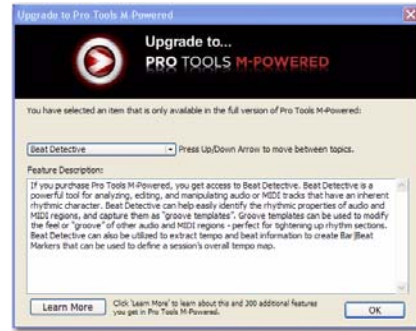 Upgrade to Pro Tools M-Powered
Upgrade to...
PRO TOOLS M-POWERED
You have selected an item that is only available in the full version of Pro Tools M-Powered:
Beat Detective
Press Up/Down Arrow to move between topics.
Feature Description:
If you purchase Pro Tools M-Powered, you get access to Beat Detective. Beat Detective is a
powerful tool for analyzing, editing, and manipulating audio or MIDI tracks that have an inherent
rhythmic character. Beat Detective can help easily identify the rhythmic properties of audio and
MIDI regions, and capture them as "groove templates". Groove templates can be used to modify
the feel or "groove" of other audio and MIDI regions - perfect for tightening up rhythm sections.
Beat Detective can also be utilized to extract tempo and beat information to create Bar|Beat
Markers that can be used to define a session's overall tempo map.
Learn More
Click 'Learn More' to learn about this and 300 additional features
you get in Pro Tools M-Powered.
OK